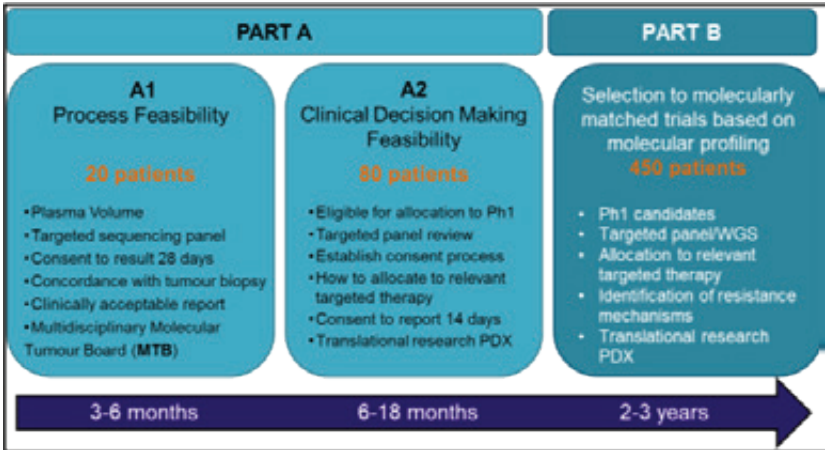 PART A
PART B
A1
Process Feasibility
20 patients
•Plasma Volume
•Targeted sequencing panel
•Consent to result 28 days
•Concordance with tumour biopsy
•Clinically acceptable report
•Multidisciplinary Molecular
Tumour Board (MTB)
A2
Clinical Decision Making
Feasibility
80 patients
•Eligible for allocation to Ph1
•Targeted panel review
•Establish consent process
•How to allocate to relevant
targeted therapy
•Consent to report 14 days
•Translational research PDX
Selection to molecularly
matched trials based on
molecular profiling
450 patients
• Ph1 candidates
• Targeted panel/WGS
• Allocation to relevant
targeted therapy
• Identification of resistance
mechanisms
• Translational research
PDX
3-6 months
6-18 months
2-3 years